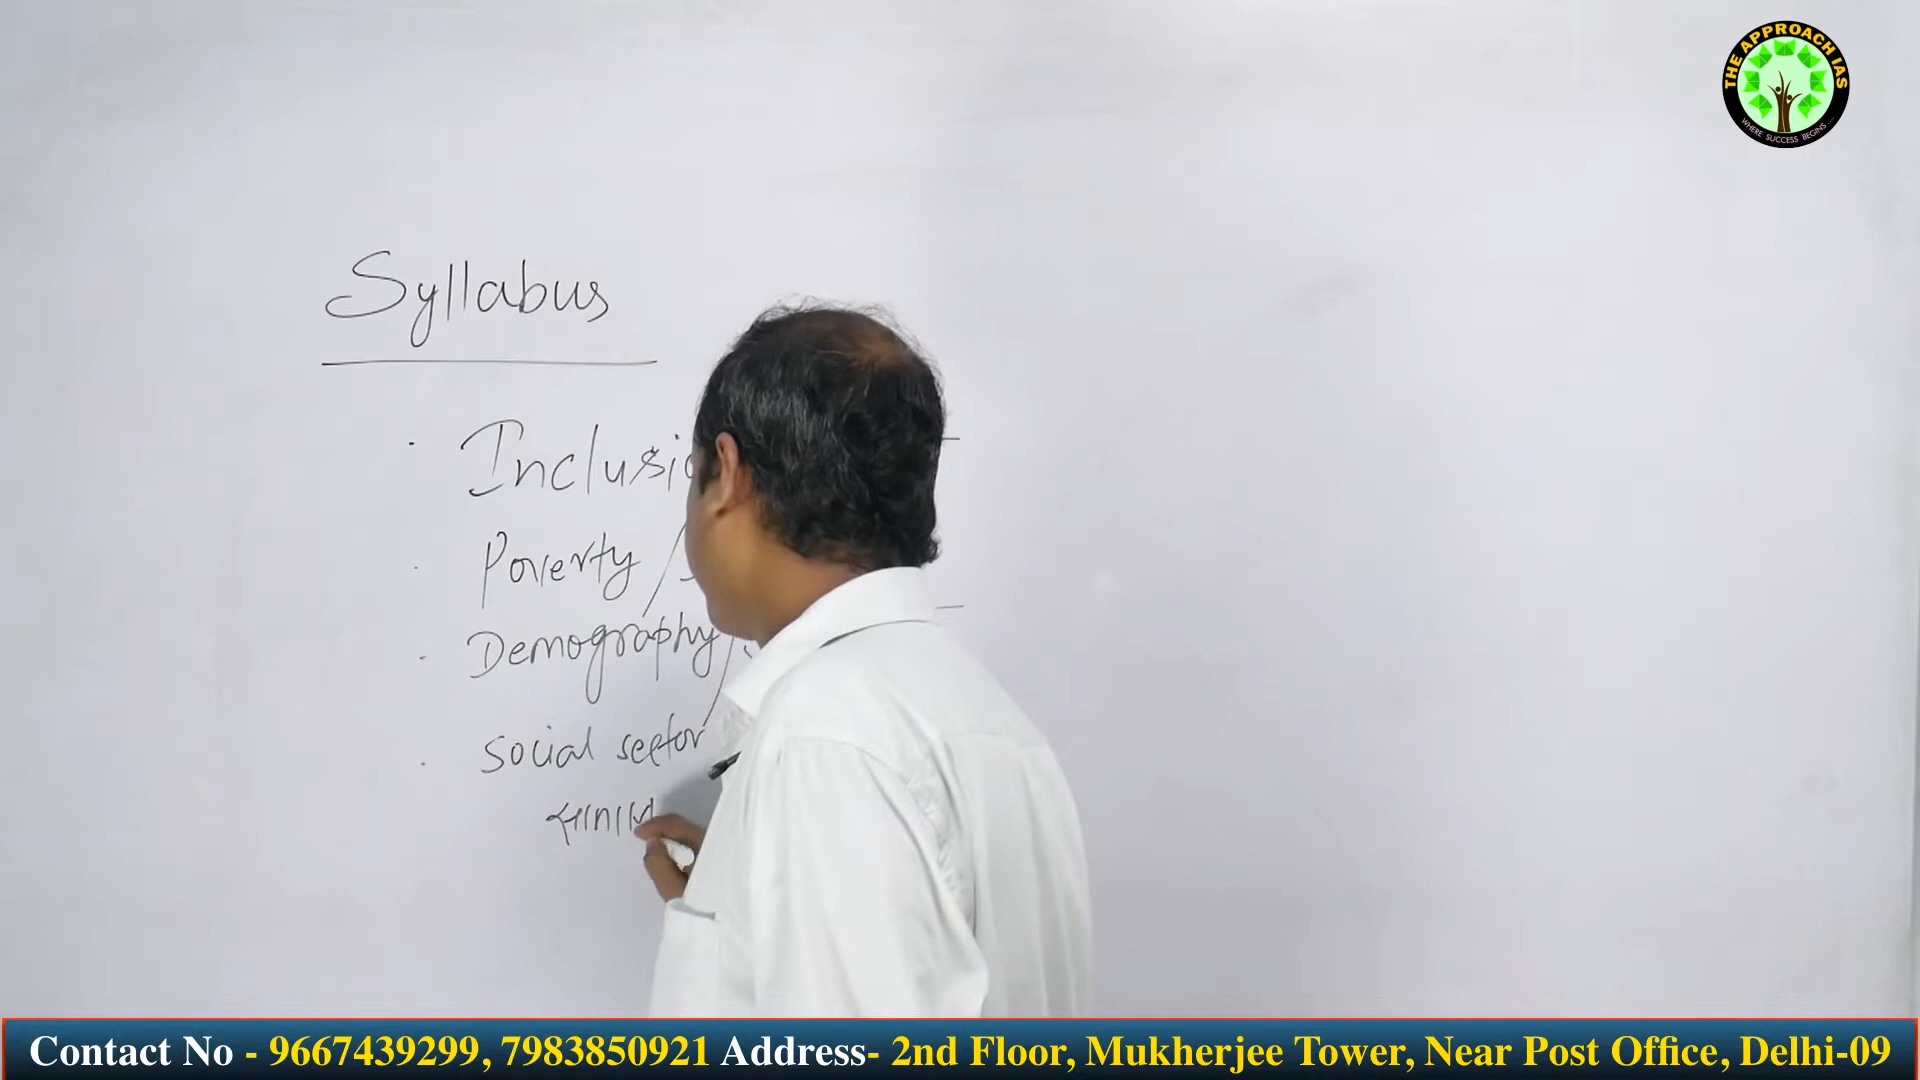 THE APPROACH IAS
WHERE SUCCESS BEGINS ....
Syllabus
Poverty /
Demography /
Social sector
Contact No - 9667439299, 7983850921 Address- 2nd Floor, Mukherjee Tower, Near Post Office, Delhi-09